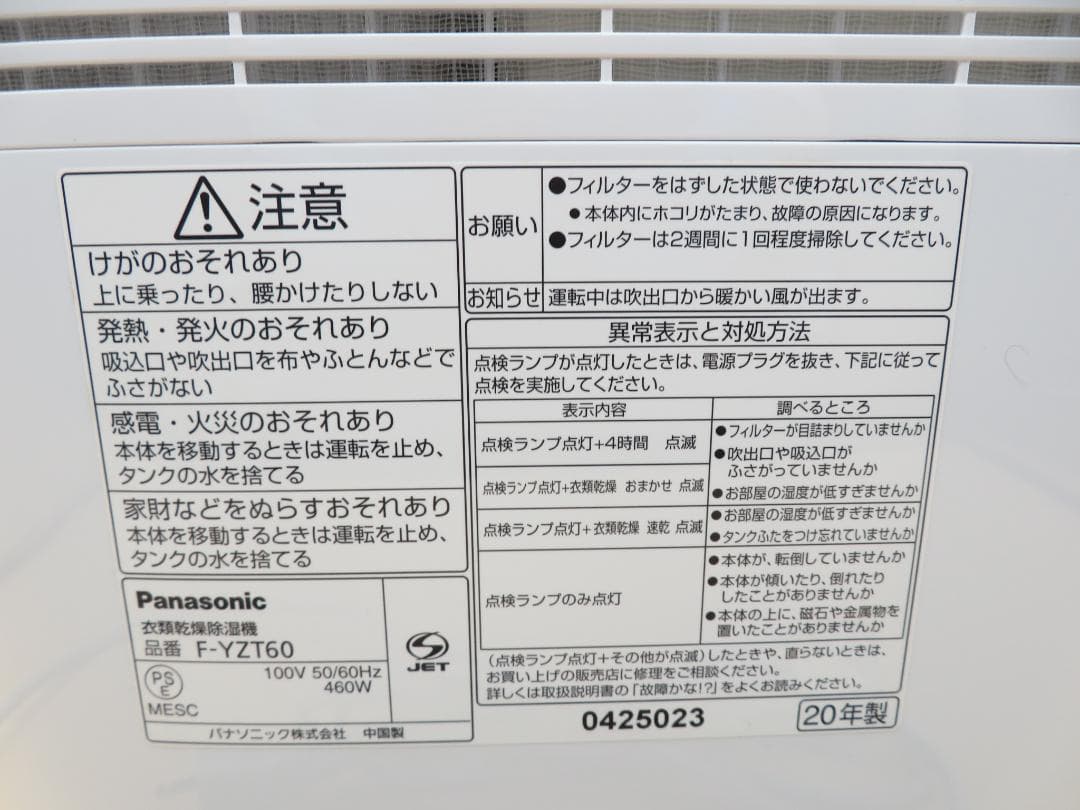 注意
けがのおそれあり
上に乗ったり、腰かけたりしない
発熱・発火のおそれあり
吸込口や吹出口を布やふとんなどで
ふさがない
感電・火災のおそれあり
本体を移動するときは運転を止め、
タンクの水を捨てる
家財などをぬらすおそれあり
本体を移動するときは運転を止め、
タンクの水を捨てる
Panasonic
衣類乾燥除湿機
品番 F-YZT60
PS
E
MESC
100V 50/60Hz
460W
JET
パナソニック株式会社 中国製
お願い
●フィルターをはずした状態で使わないでください。
●本体内にホコリがたまり、故障の原因になります。
●フィルターは2週間に1回程度掃除してください。
お知らせ 運転中は吹出口から暖かい風が出ます。
異常表示と対処方法
点検ランプが点灯したときは、電源プラグを抜き、下記に従って
点検を実施してください。
表示内容 調べるところ
点検ランプ点灯+4時間 点滅
点検ランプ点灯+衣類乾燥 おまかせ 点滅
●フィルターが目詰まりしていませんか
●吹出口や吸込口が
ふさがっていませんか
●お部屋の湿度が低すぎませんか
点検ランプ点灯+衣類乾燥 速乾 点滅
●お部屋の湿度が低すぎませんか
●タンクふたをつけ忘れていませんか
点検ランプのみ点灯
●本体が、転倒していませんか
●本体が傾いたり、倒れたり
したことがありませんか
●本体の上に、磁石や金属物を
置いたことがありませんか
(点検ランプ点灯+その他が点滅)したときや、直らないときは、
お買い上げの販売店に修理をご相談ください。
詳しくは取扱説明書の「故障かな!?」をよくお読みください。
0425023
20年製